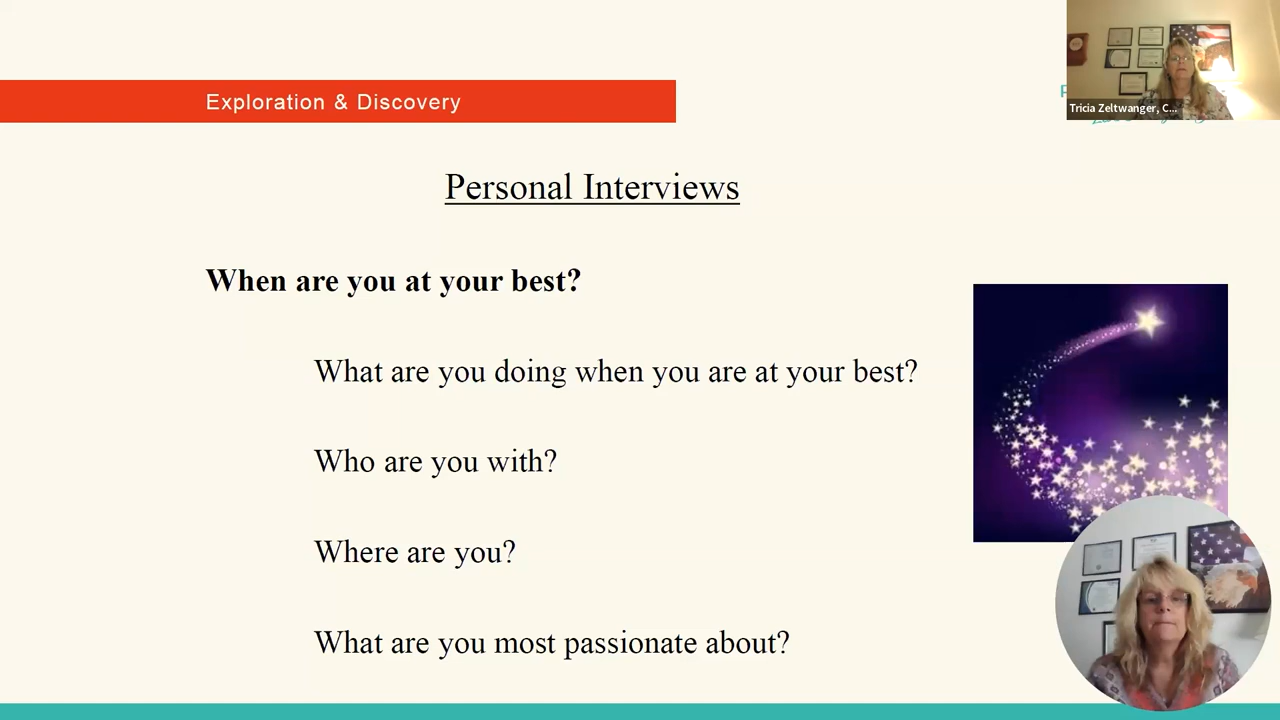 Exploration & Discovery
Tricia Zeltwanger, C...
Personal Interviews
When are you at your best?
What are you doing when you are at your best?
Who are you with?
Where are you?
What are you most passionate about?